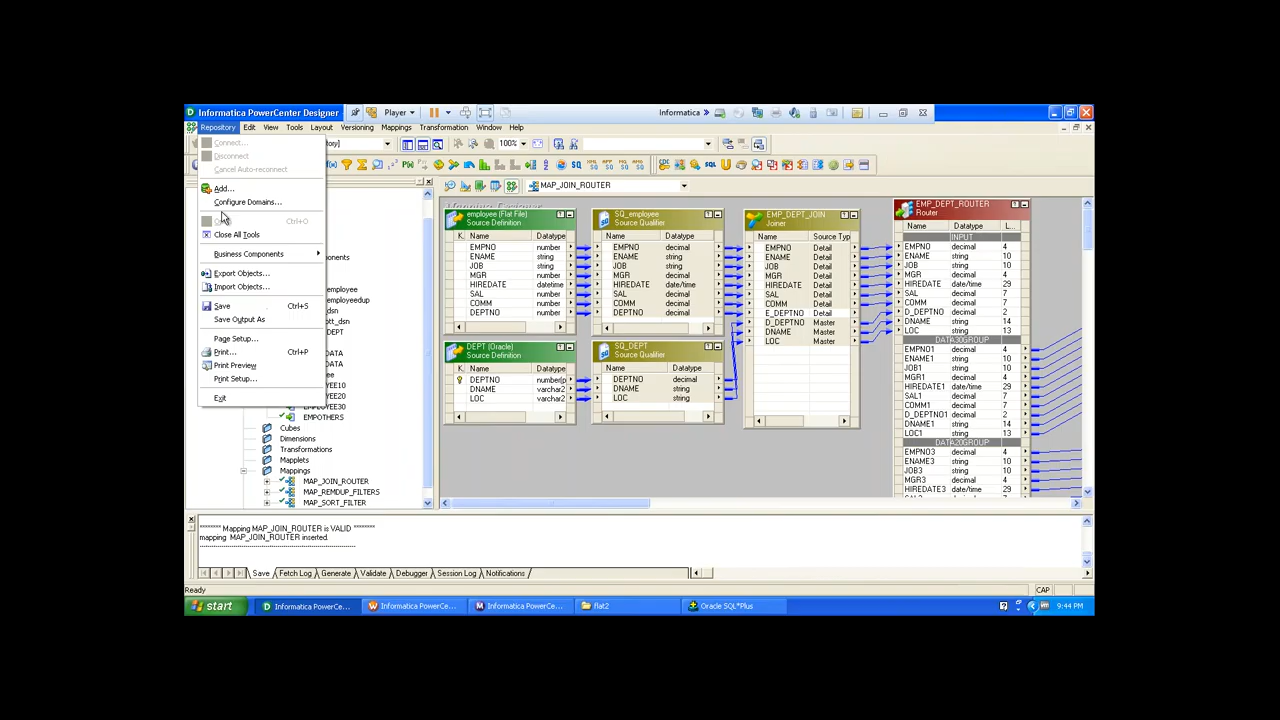 Informatica PowerCenter Designer
Player
Informatica
Repository Edit View Tools Layout Versioning Mappings Transformation Window Help
Connect...
Disconnect
Cancel Auto-reconnect
Add...
Configure Domains...
Ctrl+O
Close All Tools
Business Components
Export Objects...
Import Objects...
Save Ctrl+S
Save Output As
Page Setup...
Print... Ctrl+P
Print Preview
Print Setup...
Exit
100%
MAP_JOIN_ROUTER
EMPLOYEE30
EMPOTHERS
Cubes
Dimensions
Transformations
Mapplets
Mappings
MAP_JOIN_ROUTER
MAP_REMDUP_FILTERS
MAP_SORT_FILTER
employee (Flat File)
Source Definition
K. Name Datatype
EMPNO number
ENAME string
JOB string
MGR number
HIREDATE datetime
SAL number
COMM number
DEPTNO number
DEPT (Oracle)
Source Definition
K. Name Datatype
DEPTNO number(p
DNAME varchar2
LOC varchar2
SQ_employee
Source Qualifier
Name Datatype
EMPNO decimal
ENAME string
JOB string
MGR decimal
HIREDATE date/time
SAL decimal
COMM decimal
DEPTNO decimal
SQ_DEPT
Source Qualifier
Name Datatype
DEPTNO decimal
DNAME string
LOC string
EMP_DEPT_JOIN
Joiner
Name Source Typ
EMPNO Detail
ENAME Detail
JOB Detail
MGR Detail
HIREDATE Detail
SAL Detail
COMM Detail
E_DEPTNO Detail
D_DEPTNO Master
DNAME Master
LOC Master
EMP_DEPT_ROUTER
Router
Name Datatype L...
INPUT
EMPNO decimal 4
ENAME string 10
JOB string 10
MGR decimal 4
HIREDATE date/time 29
SAL decimal 7
COMM decimal 7
D_DEPTNO decimal 2
DNAME string 14
LOC string 13
DATA30GROUP
EMPNO1 decimal 4
ENAME1 string 10
JOB1 string 10
MGR1 decimal 4
HIREDATE1 date/time 29
SAL1 decimal 7
COMM1 decimal 7
D_DEPTNO1 decimal 2
DNAME1 string 14
LOC1 string 13
DATA20GROUP
EMPNO3 decimal 4
ENAME3 string 10
JOB3 string 10
MGR3 decimal 4
HIREDATE3 date/time 29
******** Mapping MAP_JOIN_ROUTER is VALID ********
mapping MAP_JOIN_ROUTER inserted.
Save Fetch Log Generate Validate Debugger Session Log Notifications
Ready
CAP
start Informatica PowerCe... Informatica PowerCe... Informatica PowerCe... flat2 Oracle SQL*Plus 9:44 PM